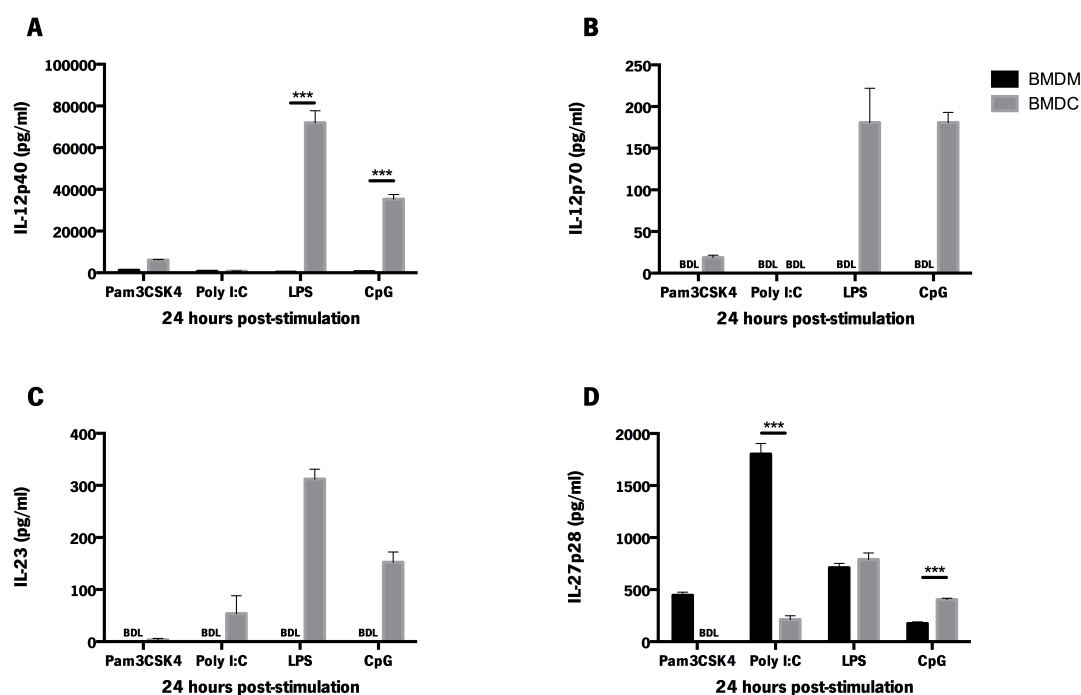 A
IL-12p40 (pg/ml)
100000
80000
60000
40000
20000
0
***
***
Pam3CSK4 Poly I:C LPS CpG
24 hours post-stimulation
B
IL-12p70 (pg/ml)
250
200
150
100
50
0
BDL BDL BDL BDL BDL
Pam3CSK4 Poly I:C LPS CpG
24 hours post-stimulation
BMDM
BMDC
C
IL-23 (pg/ml)
400
300
200
100
0
BDL BDL BDL BDL
Pam3CSK4 Poly I:C LPS CpG
24 hours post-stimulation
D
IL-27p28 (pg/ml)
2000
1500
1000
500
0
***
***
BDL
Pam3CSK4 Poly I:C LPS CpG
24 hours post-stimulation